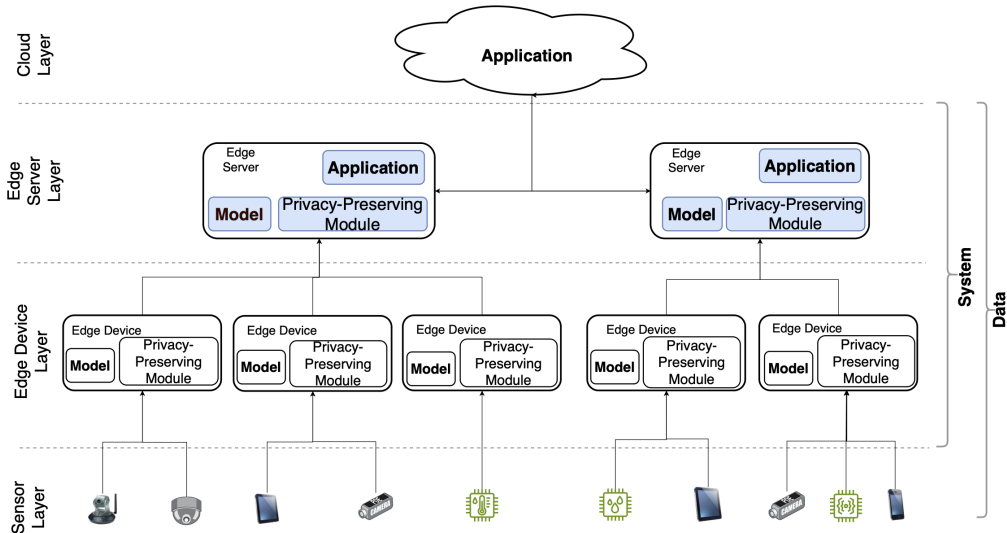 Cloud
Layer
Application
Edge
Server
Layer
Edge
Server
Application
Model
Privacy-Preserving
Module
Edge
Server
Application
Model
Privacy-Preserving
Module
Edge Device
Layer
Edge Device
Model
Privacy-
Preserving
Module
Edge Device
Model
Privacy-
Preserving
Module
Edge Device
Model
Privacy-
Preserving
Module
Edge Device
Model
Privacy-
Preserving
Module
Edge Device
Model
Privacy-
Preserving
Module
System
Data
Sensor
Layer
CAMERA
CAMERA